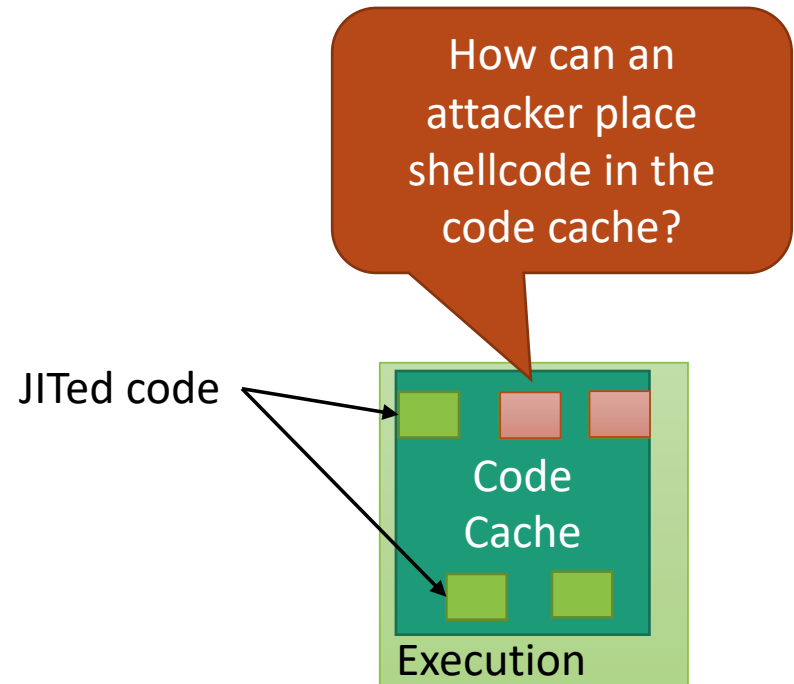 How can an
attacker place
shellcode in the
code cache?
JITed code
Code
Cache
Execution